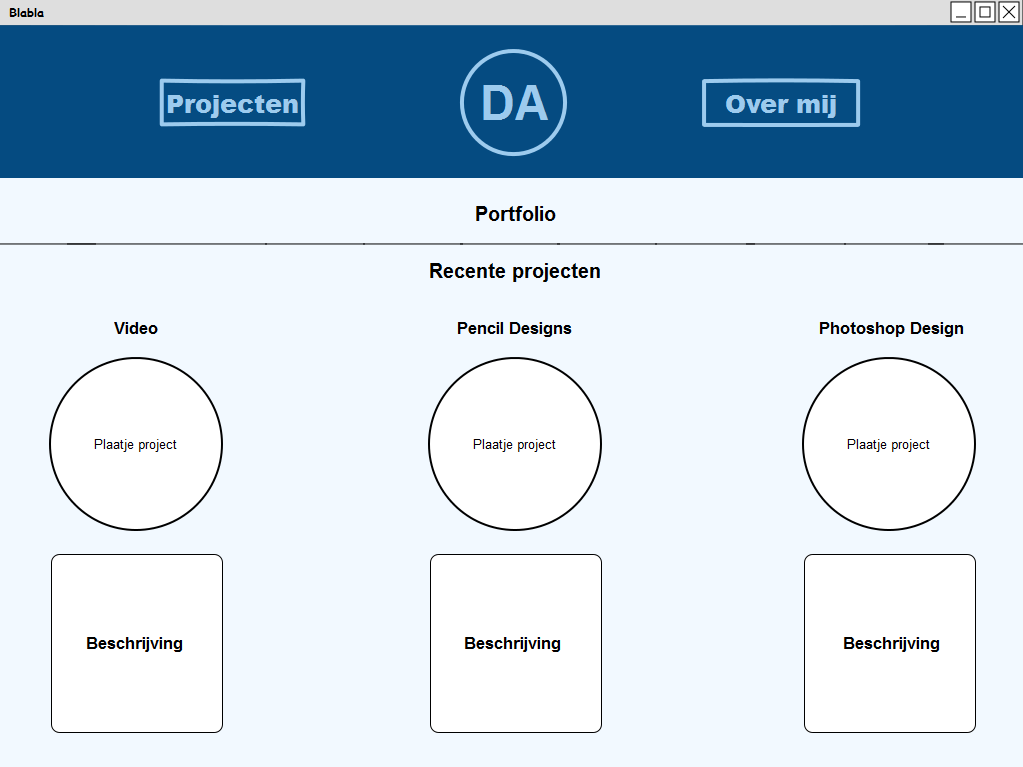 Blabla
Projecten
DA
Over mij
Portfolio
Recente projecten
Video
Pencil Designs
Photoshop Design
Plaatje project
Plaatje project
Plaatje project
Beschrijving
Beschrijving
Beschrijving